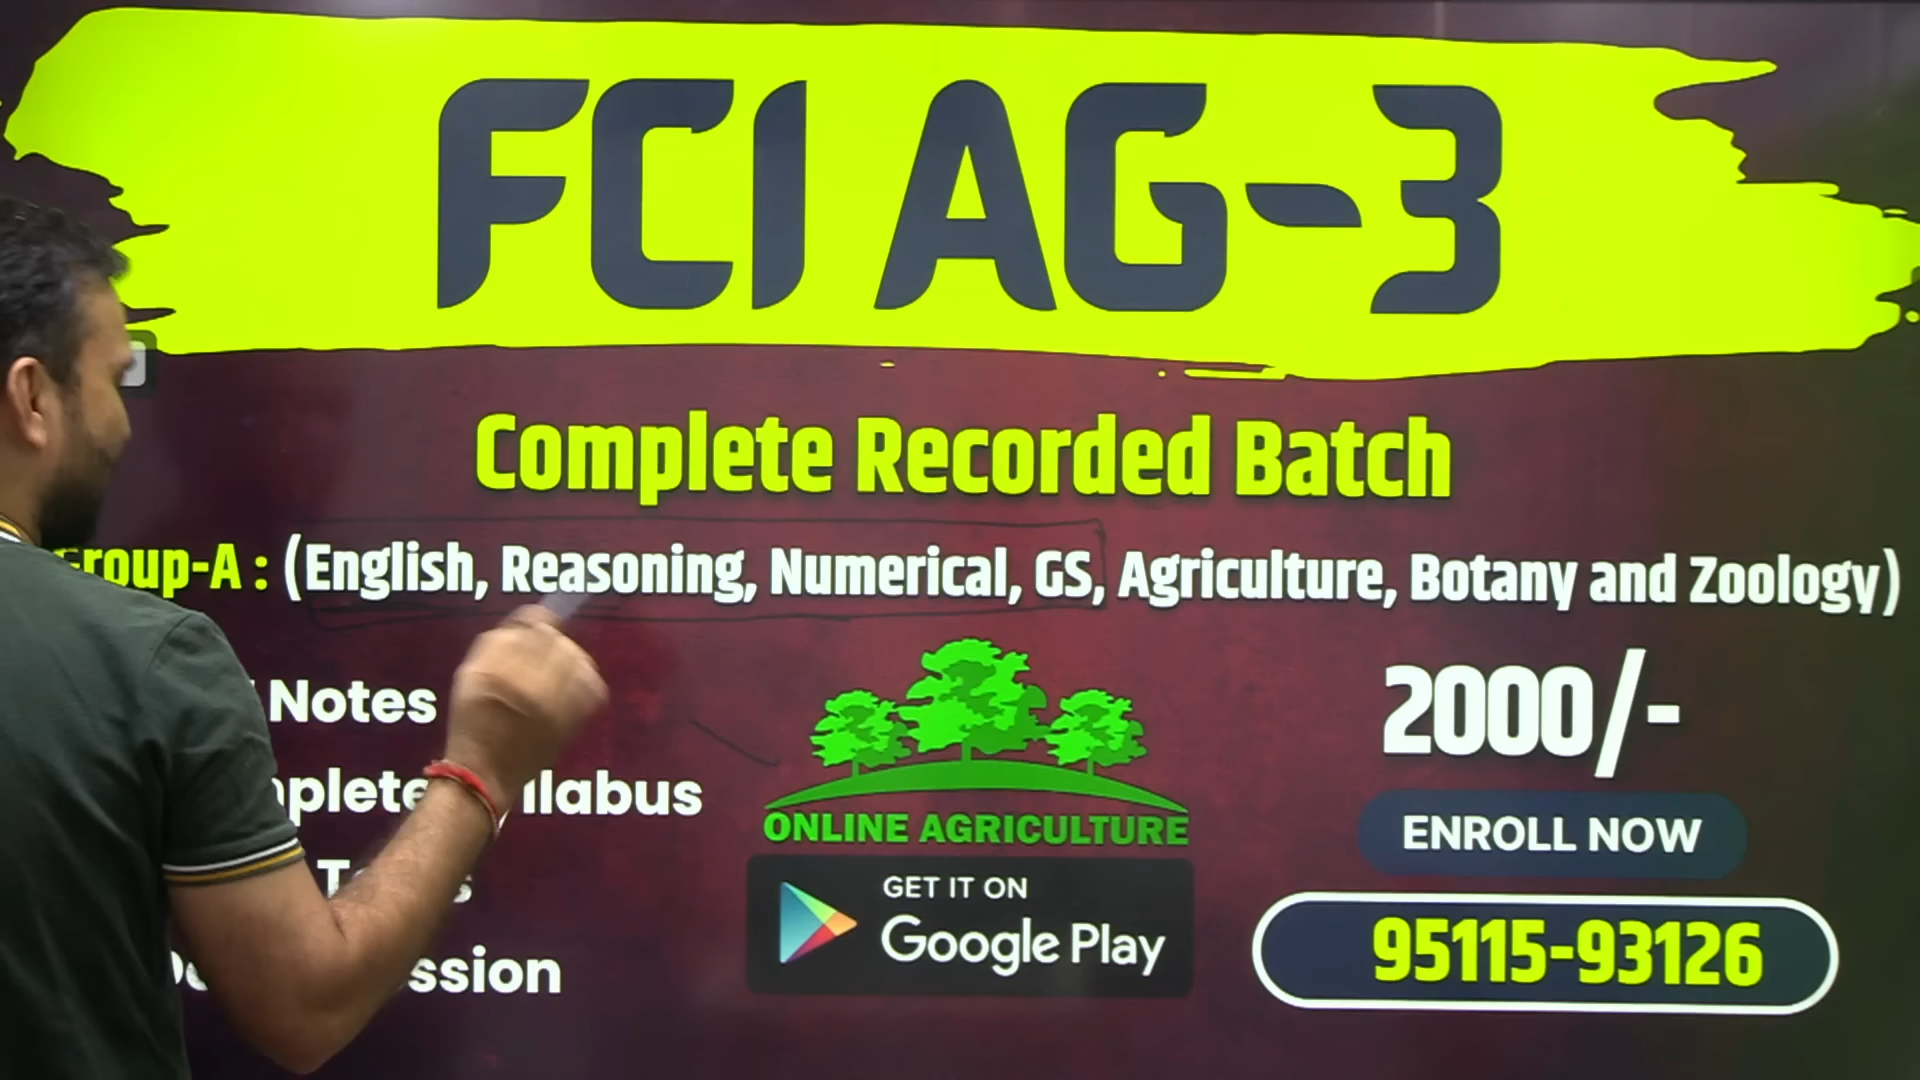 FCI AG-3
Complete Recorded Batch
Group-A : (English, Reasoning, Numerical, GS, Agriculture, Botany and Zoology)
Notes
2000/-
ONLINE AGRICULTURE
ENROLL NOW
GET IT ON
Google Play
95115-93126